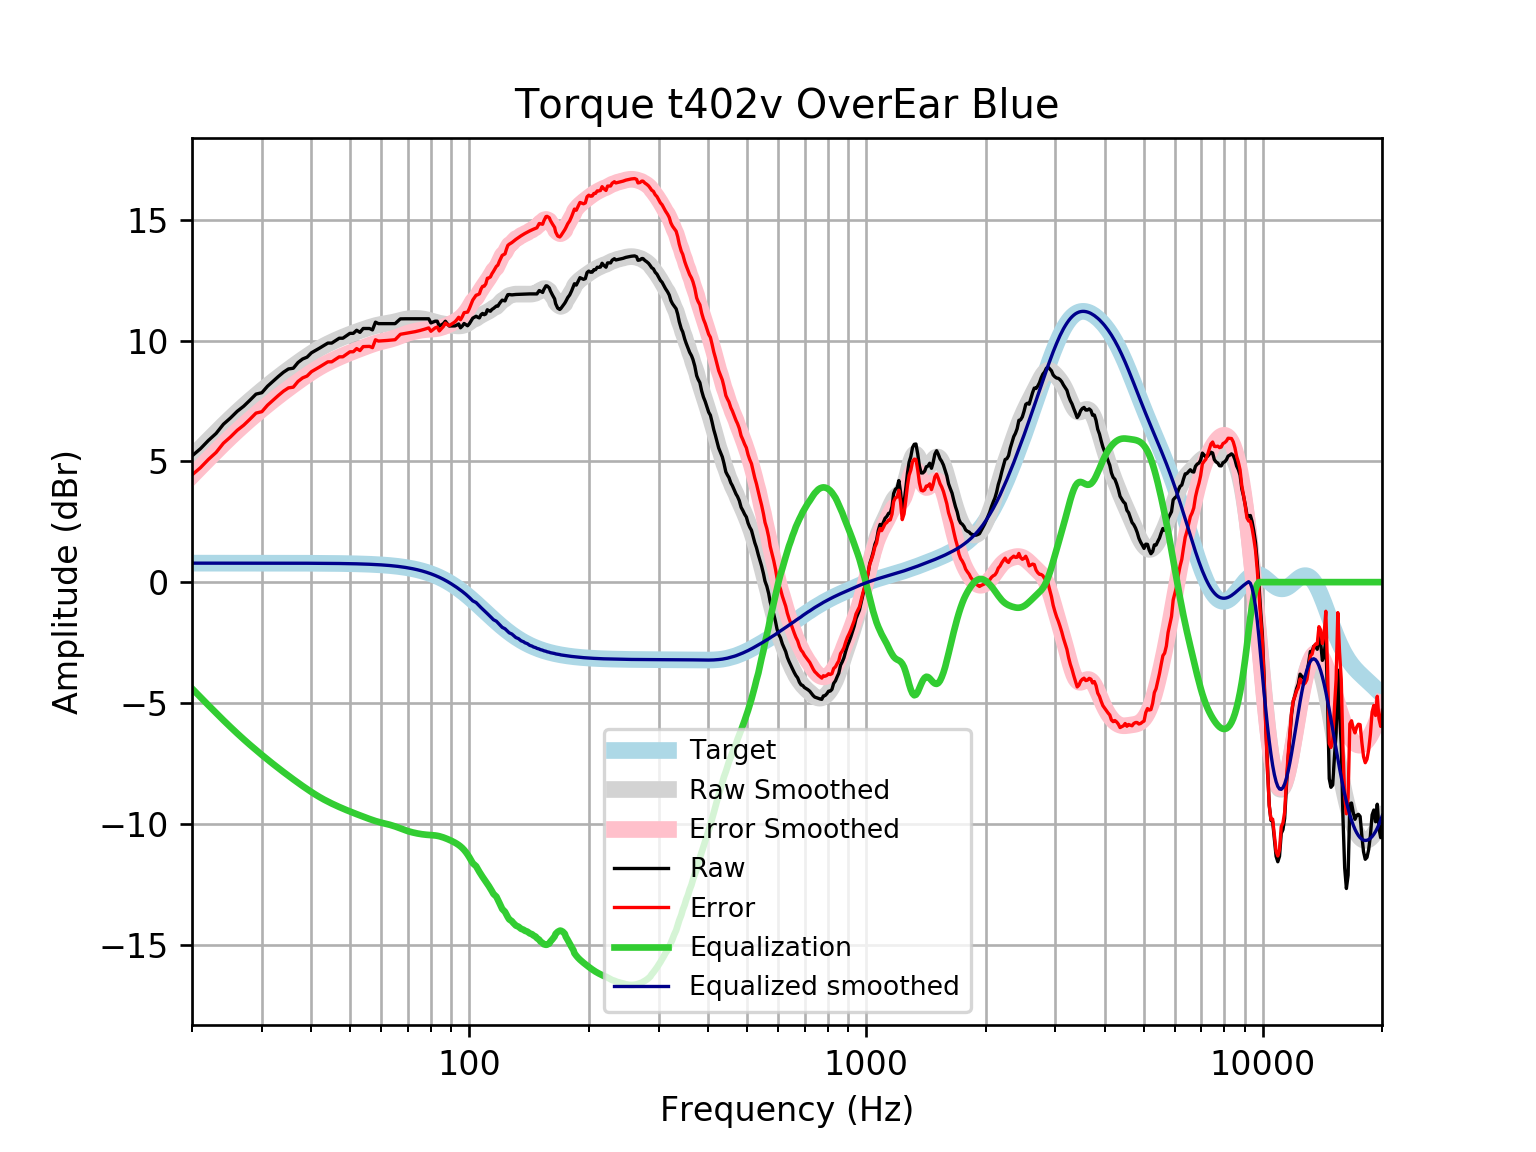 Torque t402v OverEar Blue
15
10
5
0
−5
−10
−15
Amplitude (dBr)
Target
Raw Smoothed
Error Smoothed
Raw
Error
Equalization
Equalized smoothed
100 1000 10000
Frequency (Hz)